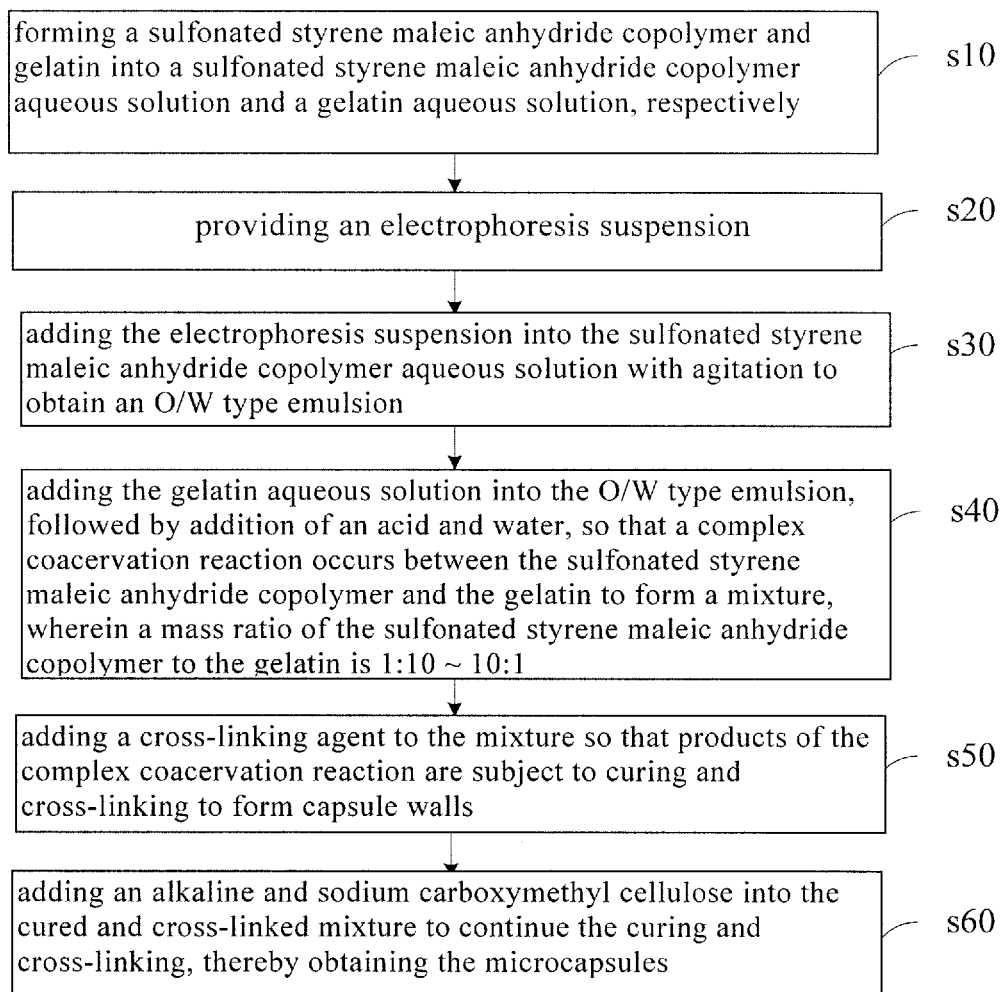 forming a sulfonated styrene maleic anhydride copolymer and
gelatin into a sulfonated styrene maleic anhydride copolymer
aqueous solution and a gelatin aqueous solution, respectively
s10
providing an electrophoresis suspension
s20
adding the electrophoresis suspension into the sulfonated styrene
maleic anhydride copolymer aqueous solution with agitation to
obtain an O/W type emulsion
s30
adding the gelatin aqueous solution into the O/W type emulsion,
followed by addition of an acid and water, so that a complex
coacervation reaction occurs between the sulfonated styrene
maleic anhydride copolymer and the gelatin to form a mixture,
wherein a mass ratio of the sulfonated styrene maleic anhydride
copolymer to the gelatin is 1:10 ~ 10:1
s40
adding a cross-linking agent to the mixture so that products of the
complex coacervation reaction are subject to curing and
cross-linking to form capsule walls
s50
adding an alkaline and sodium carboxymethyl cellulose into the
cured and cross-linked mixture to continue the curing and
cross-linking, thereby obtaining the microcapsules
s60